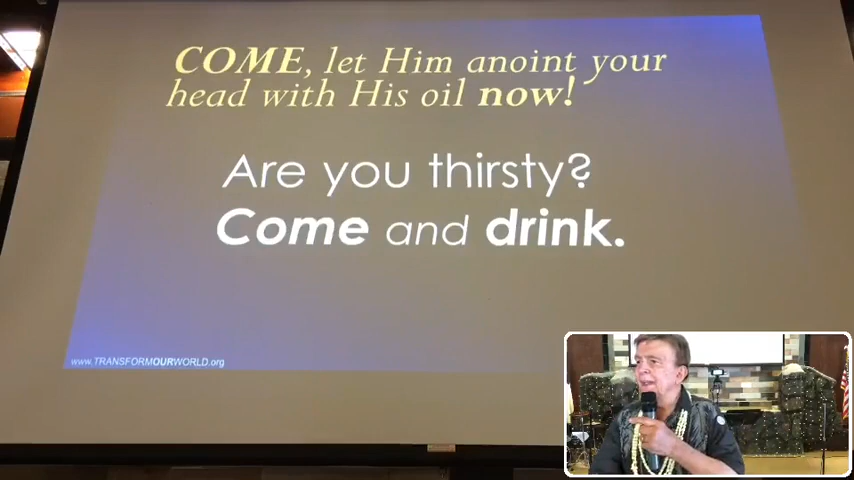 COME, let Him anoint your
head with His oil now!
Are you thirsty?
Come and drink.
www.TRANSFORMOURWORLD.org